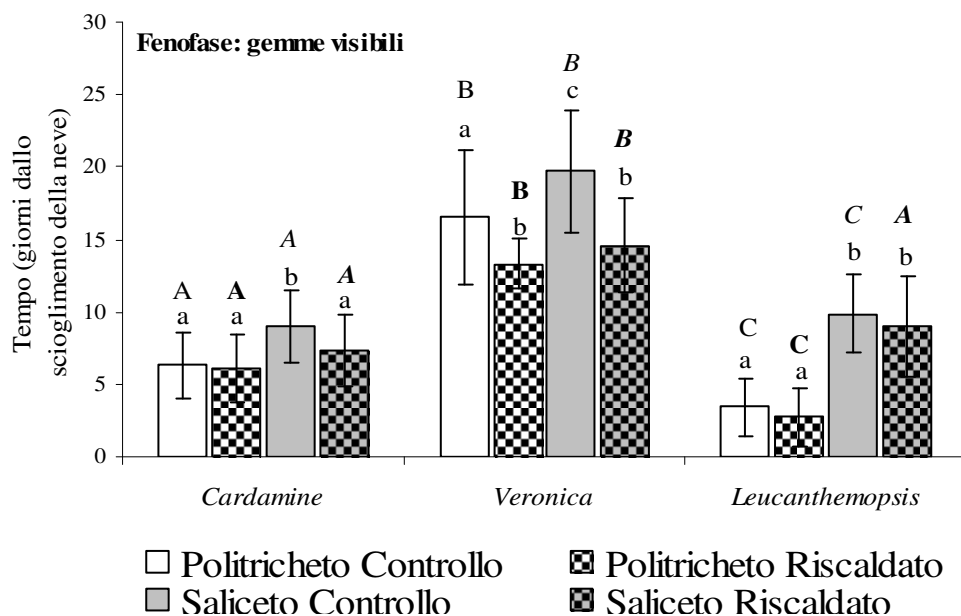 Fenofase: gemme visibili
Tempo (giorni dallo
scioglimento della neve)
30
25
20
15
10
5
0
A A A A
a a b a
B B B B
a b c b
C C C A
a a b b
Cardamine Veronica Leucanthemopsis
Politricheto Controllo Politricheto Riscaldato
Saliceto Controllo Saliceto Riscaldato